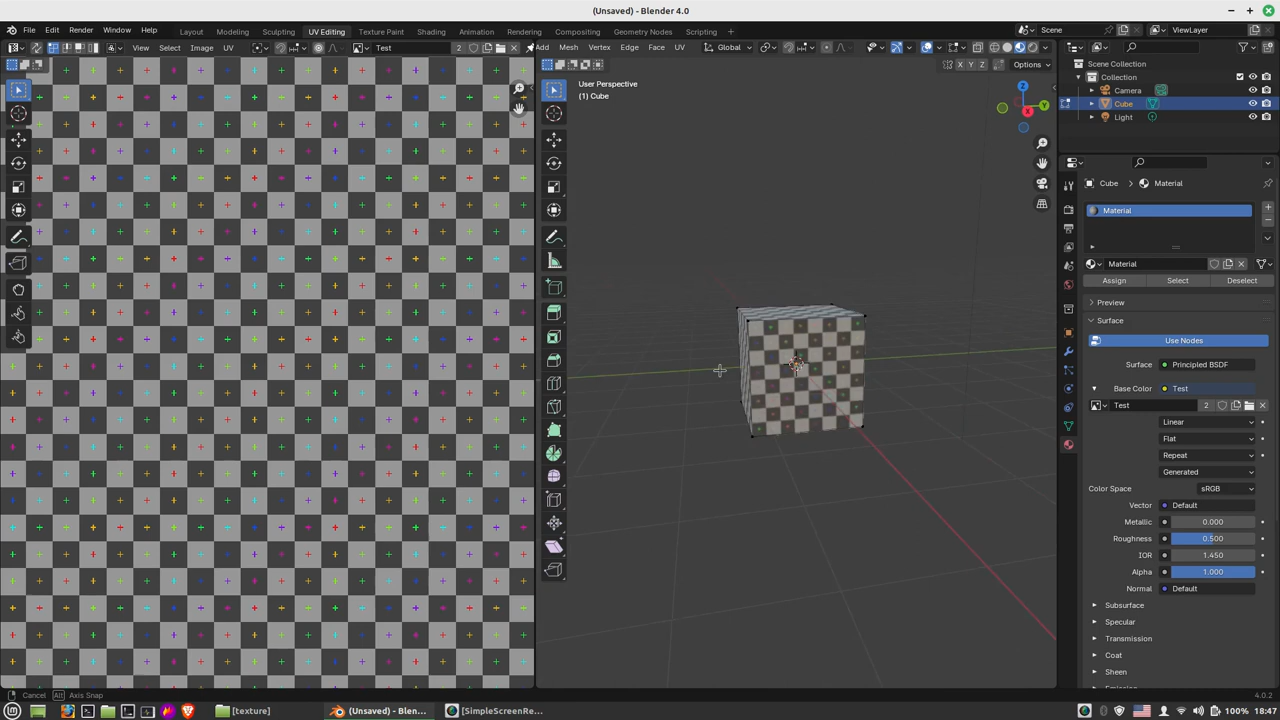 (Unsaved) - Blender 4.0
File Edit Render Window Help Layout Modeling Sculpting UV Editing Texture Paint Shading Animation Rendering Compositing Geometry Nodes Scripting Scene ViewLayer
View Select Image UV Test 2 Add Mesh Vertex Edge Face UV Global
X Y Z Options
Scene Collection
Collection
Camera
Cube
Light
User Perspective
(1) Cube
Z
Y
X
Cube Material
Material
Material
Assign Select Deselect
Preview
Surface
Use Nodes
Surface Principled BSDF
Base Color Test
Test 2
Linear
Flat
Repeat
Generated
Color Space sRGB
Vector Default
Metallic 0.000
Roughness 0.500
IOR 1.450
Alpha 1.000
Normal Default
Subsurface
Specular
Transmission
Coat
Sheen
Cancel Alt Axis Snap 4.0.2
[texture] (Unsaved) - Blen... [SimpleScreenRe... 100% 18:47